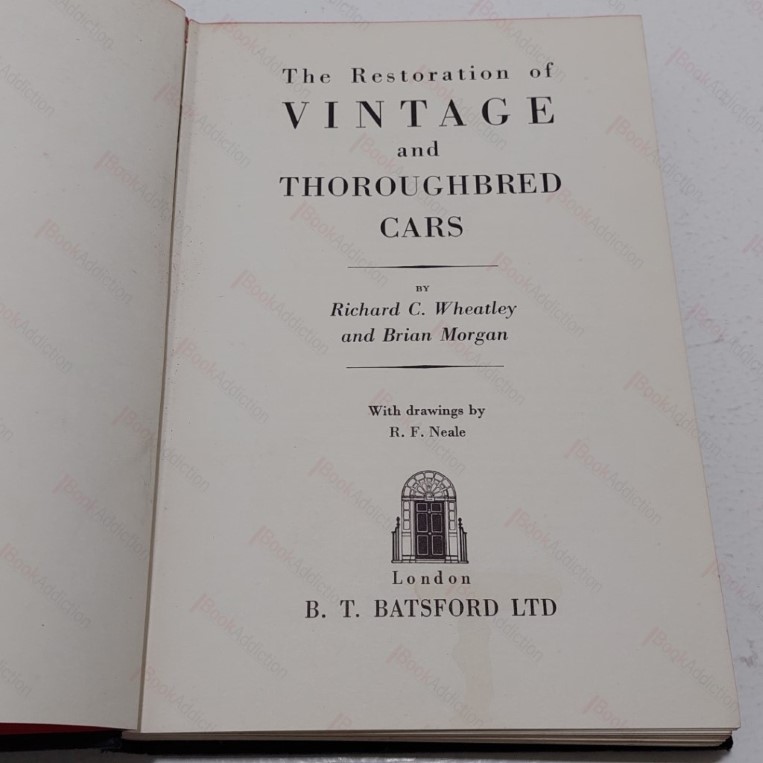 The Restoration of
VINTAGE
and
THOROUGHBRED
CARS
BY
Richard C. Wheatley
and Brian Morgan
With drawings by
R. F. Neale
London
B. T. BATSFORD LTD
BookAddiction